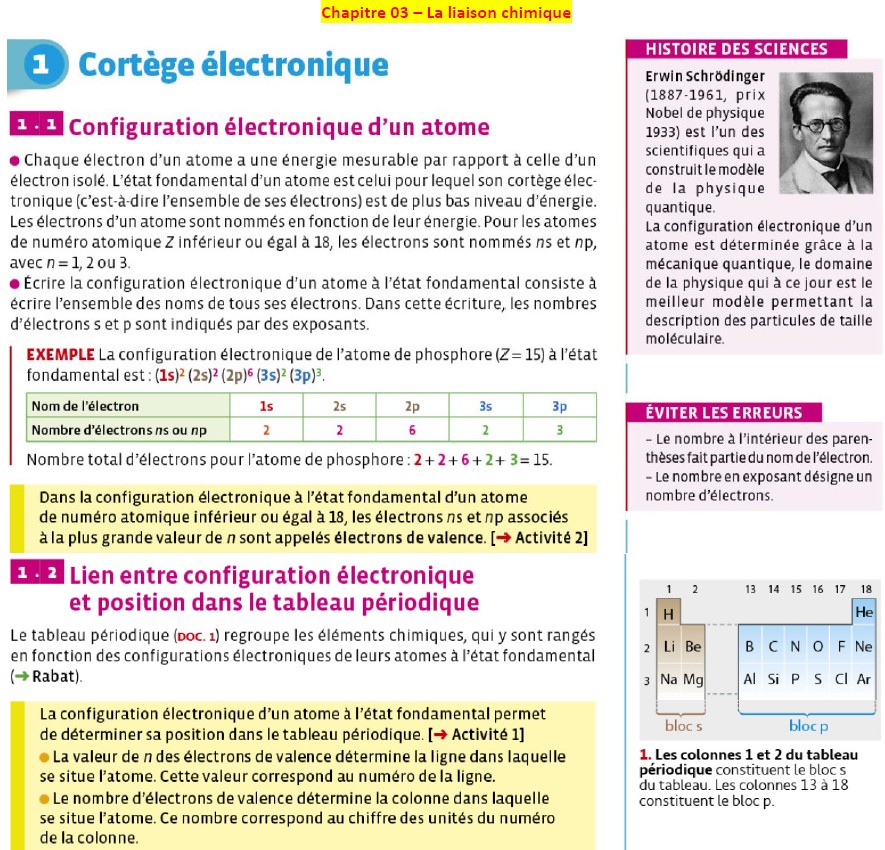 Chapitre 03 – La liaison chimique
1 Cortège électronique
1.1 Configuration électronique d'un atome
● Chaque électron d'un atome a une énergie mesurable par rapport à celle d'un
électron isolé. L'état fondamental d'un atome est celui pour lequel son cortège élec-
tronique (c'est-à-dire l'ensemble de ses électrons) est de plus bas niveau d'énergie.
Les électrons d'un atome sont nommés en fonction de leur énergie. Pour les atomes
de numéro atomique Z inférieur ou égal à 18, les électrons sont nommés ns et np,
avec n = 1, 2 ou 3.
● Écrire la configuration électronique d'un atome à l'état fondamental consiste à
écrire l'ensemble des noms de tous ses électrons. Dans cette écriture, les nombres
d'électrons s et p sont indiqués par des exposants.
EXEMPLE La configuration électronique de l'atome de phosphore (Z = 15) à l'état
fondamental est : (1s)² (2s)² (2p)⁶ (3s)² (3p)³.
Nom de l'électron 1s 2s 2p 3s 3p
Nombre d'électrons ns ou np 2 2 6 2 3
Nombre total d'électrons pour l'atome de phosphore : 2 + 2 + 6 + 2 + 3 = 15.
Dans la configuration électronique à l'état fondamental d'un atome
de numéro atomique inférieur ou égal à 18, les électrons ns et np associés
à la plus grande valeur de n sont appelés électrons de valence. [➜ Activité 2]
1.2 Lien entre configuration électronique
et position dans le tableau périodique
Le tableau périodique (DOC. 1) regroupe les éléments chimiques, qui y sont rangés
en fonction des configurations électroniques de leurs atomes à l'état fondamental
(➜ Rabat).
La configuration électronique d'un atome à l'état fondamental permet
de déterminer sa position dans le tableau périodique. [➜ Activité 1]
● La valeur de n des électrons de valence détermine la ligne dans laquelle
se situe l'atome. Cette valeur correspond au numéro de la ligne.
● Le nombre d'électrons de valence détermine la colonne dans laquelle
se situe l'atome. Ce nombre correspond au chiffre des unités du numéro
de la colonne.
HISTOIRE DES SCIENCES
Erwin Schrödinger
(1887-1961, prix
Nobel de physique
1933) est l'un des
scientifiques qui a
construit le modèle
de la physique
quantique.
La configuration électronique d'un
atome est déterminée grâce à la
mécanique quantique, le domaine
de la physique qui à ce jour est le
meilleur modèle permettant la
description des particules de taille
moléculaire.
ÉVITER LES ERREURS
– Le nombre à l'intérieur des paren-
thèses fait partie du nom de l'électron.
– Le nombre en exposant désigne un
nombre d'électrons.
1 2 13 14 15 16 17 18
1 H He
2 Li Be B C N O F Ne
3 Na Mg Al Si P S Cl Ar
bloc s bloc p
1. Les colonnes 1 et 2 du tableau
périodique constituent le bloc s
du tableau. Les colonnes 13 à 18
constituent le bloc p.